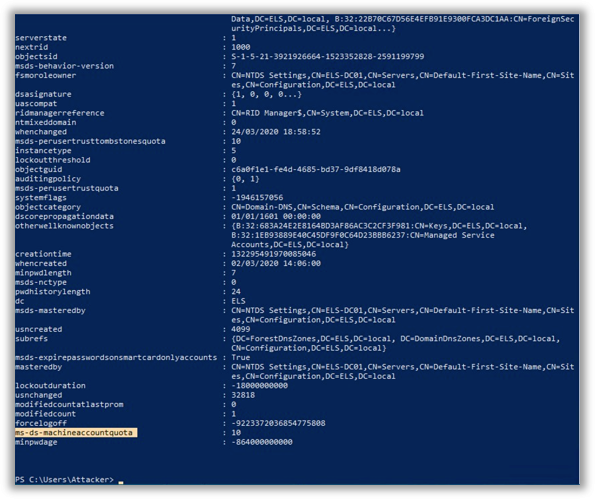 Data,DC=ELS,DC=local, B:32:22B70C67D56E4EFB91E9300FCA3DC1AA:CN=ForeignSec
urityPrincipals,DC=ELS,DC=local...}
serverstate : 1
nextrid : 1000
objectsid : S-1-5-21-3921926664-1523352828-2591199799
msds-behavior-version : 7
fsmoroleowner : CN=NTDS Settings,CN=ELS-DC01,CN=Servers,CN=Default-First-Site-Name,CN=Sit
es,CN=Configuration,DC=ELS,DC=local
dsasignature : {1, 0, 0, 0...}
uascompat : 1
ridmanagerreference : CN=RID Manager$,CN=System,DC=ELS,DC=local
ntmixeddomain : 0
whenchanged : 24/03/2020 18:58:52
msds-perusertrusttombstonesquota : 10
instancetype : 5
lockoutthreshold : 0
objectguid : c6a0f1e1-fe4d-4685-bd37-9df8418d078a
auditingpolicy : {0, 1}
msds-perusertrustquota : 1
systemflags : -1946157056
objectcategory : CN=Domain-DNS,CN=Schema,CN=Configuration,DC=ELS,DC=local
dscorepropagationdata : 01/01/1601 00:00:00
otherwellknownobjects : {B:32:683A24E2E8164BD3AF86AC3C2CF3F981:CN=Keys,DC=ELS,DC=local,
B:32:1EB93889E40C45DF9F0C64D23BBB6237:CN=Managed Service
Accounts,DC=ELS,DC=local}
creationtime : 132295491970085046
whencreated : 02/03/2020 14:06:00
minpwdlength : 7
msds-nctype : 0
pwdhistorylength : 24
dc : ELS
msds-masteredby : CN=NTDS Settings,CN=ELS-DC01,CN=Servers,CN=Default-First-Site-Name,CN=Sit
es,CN=Configuration,DC=ELS,DC=local
usncreated : 4099
subrefs : {DC=ForestDnsZones,DC=ELS,DC=local, DC=DomainDnsZones,DC=ELS,DC=local,
CN=Configuration,DC=ELS,DC=local}
msds-expirepasswordsonsmartcardonlyaccounts : True
masteredby : CN=NTDS Settings,CN=ELS-DC01,CN=Servers,CN=Default-First-Site-Name,CN=Sit
es,CN=Configuration,DC=ELS,DC=local
lockoutduration : -18000000000
usnchanged : 32818
modifiedcountatlastprom : 0
modifiedcount : 1
forcelogoff : -9223372036854775808
ms-ds-machineaccountquota : 10
minpwdage : -864000000000
PS C:\Users\Attacker>